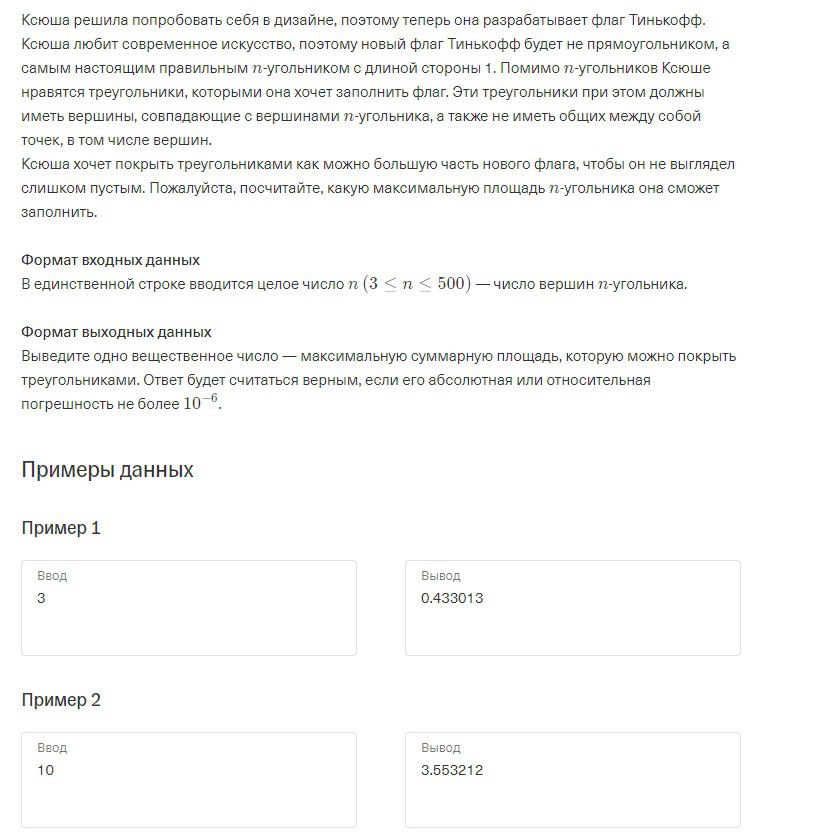 Ксюша решила попробовать себя в дизайне, поэтому теперь она разрабатывает флаг Тинькофф.
Ксюша любит современное искусство, поэтому новый флаг Тинькофф будет не прямоугольником, а
самым настоящим правильным n-угольником с длиной стороны 1. Помимо n-угольников Ксюше
нравятся треугольники, которыми она хочет заполнить флаг. Эти треугольники при этом должны
иметь вершины, совпадающие с вершинами n-угольника, а также не иметь общих между собой
точек, в том числе вершин.
Ксюша хочет покрыть треугольниками как можно большую часть нового флага, чтобы он не выглядел
слишком пустым. Пожалуйста, посчитайте, какую максимальную площадь n-угольника она сможет
заполнить.
Формат входных данных
В единственной строке вводится целое число n (3 ≤ n ≤ 500) — число вершин n-угольника.
Формат выходных данных
Выведите одно вещественное число — максимальную суммарную площадь, которую можно покрыть
треугольниками. Ответ будет считаться верным, если его абсолютная или относительная
погрешность не более 10⁻⁶.
Примеры данных
Пример 1
Ввод
3
Вывод
0.433013
Пример 2
Ввод
10
Вывод
3.553212